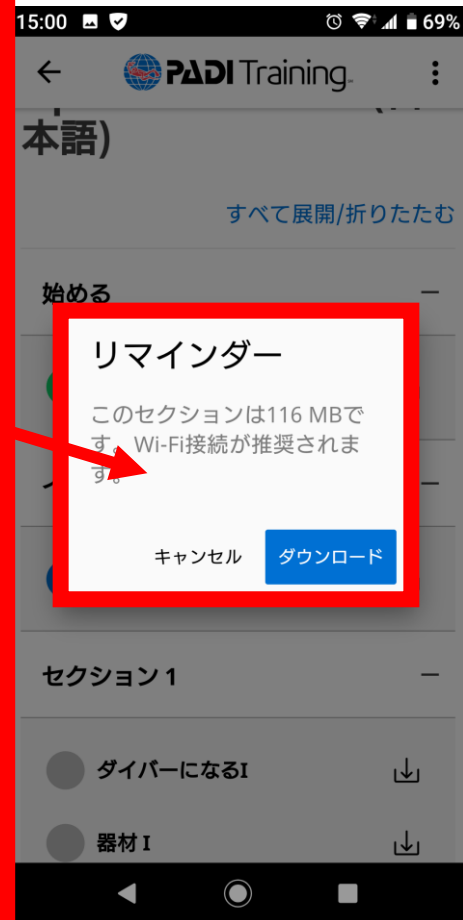 15:00 69%
PADI Training
本語)
すべて展開/折りたたむ
始める
リマインダー
このセクションは116 MBで
す。Wi-Fi接続が推奨されま
す。
キャンセル ダウンロード
セクション 1
ダイバーになるI
器材 I